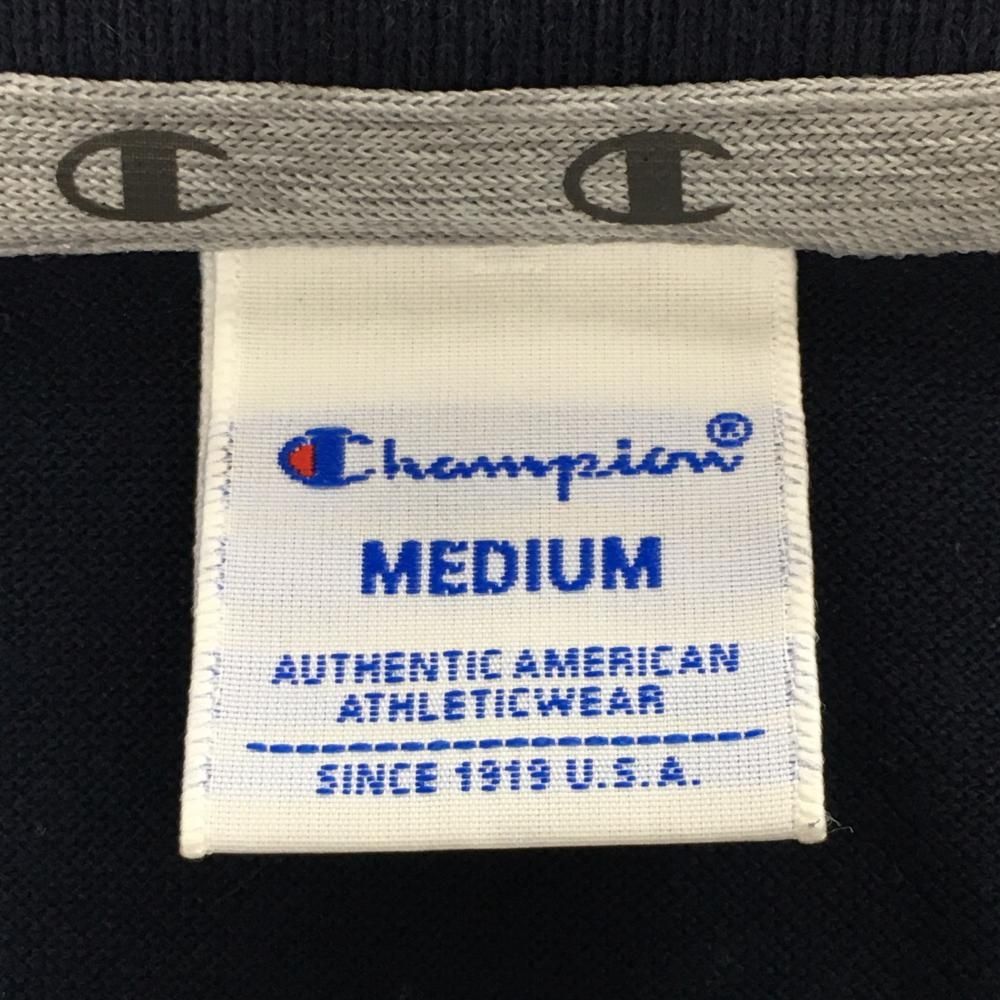 Champion®
MEDIUM
AUTHENTIC AMERICAN
ATHLETICWEAR
SINCE 1919 U.S.A.